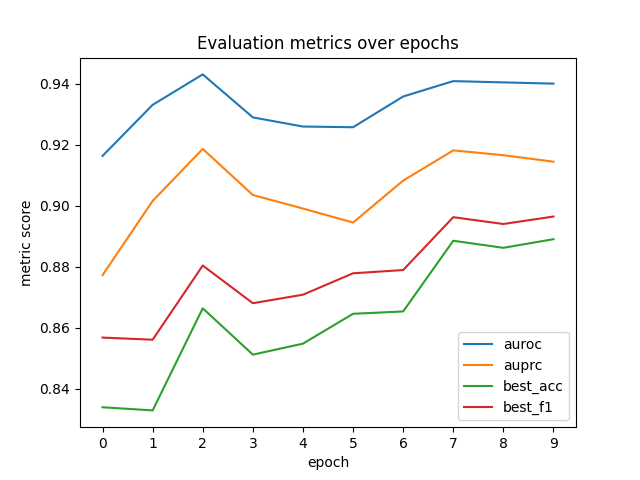 Evaluation metrics over epochs
metric score
0.94
0.92
0.90
0.88
0.86
0.84
auroc
auprc
best_acc
best_f1
0 1 2 3 4 5 6 7 8 9
epoch